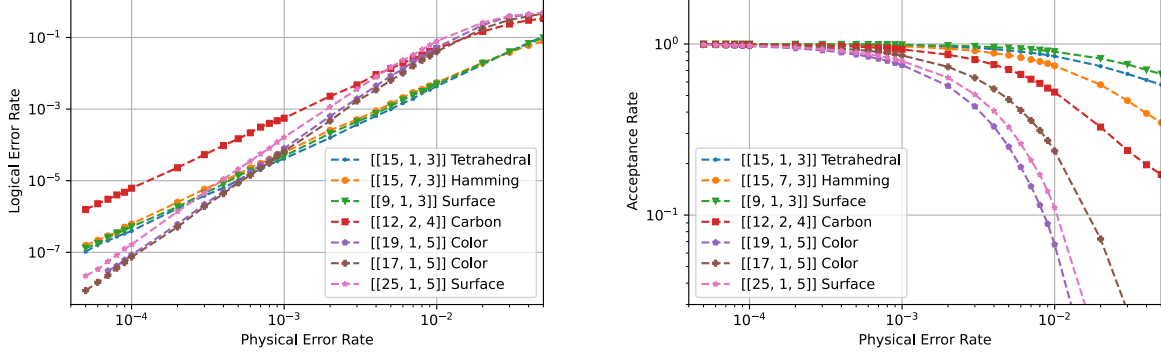 Logical Error Rate
10⁻¹
10⁻³
10⁻⁵
10⁻⁷
[[15, 1, 3]] Tetrahedral
[[15, 7, 3]] Hamming
[[9, 1, 3]] Surface
[[12, 2, 4]] Carbon
[[19, 1, 5]] Color
[[17, 1, 5]] Color
[[25, 1, 5]] Surface
10⁻⁴ 10⁻³ 10⁻²
Physical Error Rate
Acceptance Rate
10⁰
10⁻¹
[[15, 1, 3]] Tetrahedral
[[15, 7, 3]] Hamming
[[9, 1, 3]] Surface
[[12, 2, 4]] Carbon
[[19, 1, 5]] Color
[[17, 1, 5]] Color
[[25, 1, 5]] Surface
10⁻⁴ 10⁻³ 10⁻²
Physical Error Rate